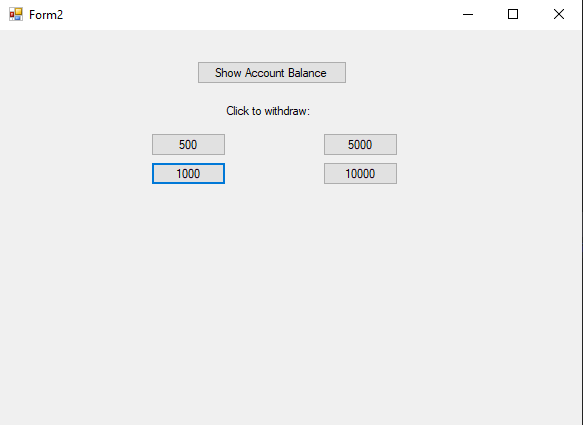 Form2
Show Account Balance
Click to withdraw:
500 5000
1000 10000